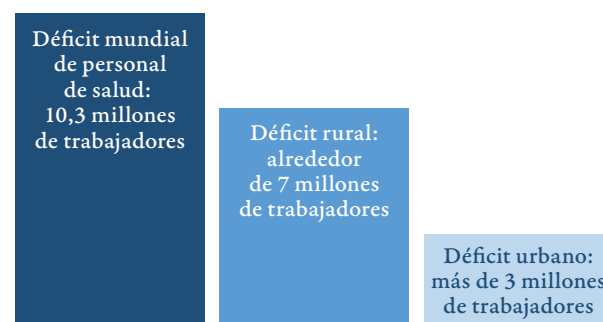 Déficit mundial
de personal
de salud:
10,3 millones
de trabajadores
Déficit rural:
alrededor
de 7 millones
de trabajadores
Déficit urbano:
más de 3 millones
de trabajadores